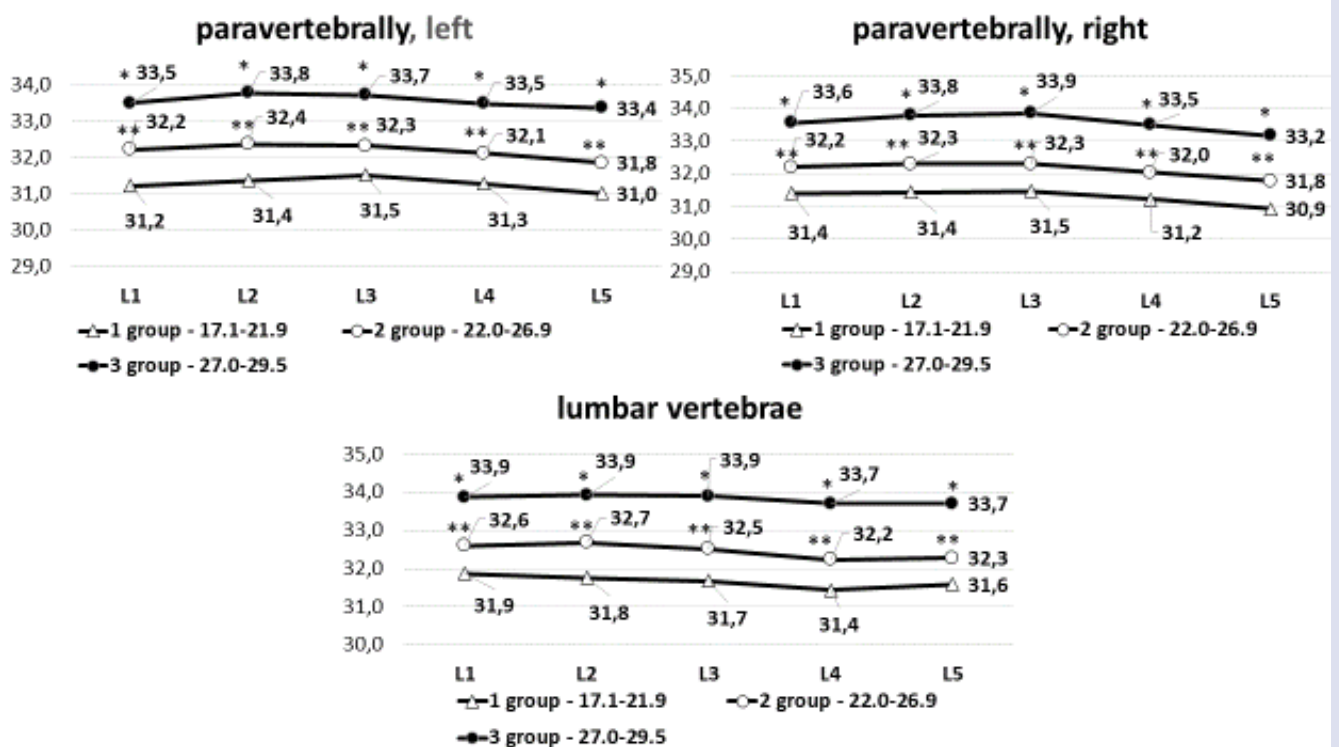 paravertebrally, left
* 33,5 * 33,8 * 33,7 * 33,5 *
34,0
33,4
33,0
** 32,2 ** 32,4 ** 32,3 ** 32,1 **
32,0
31,8
31,0
31,0
31,2 31,4 31,5 31,3
30,0
29,0
L1 L2 L3 L4 L5
1 group - 17.1-21.9 2 group - 22.0-26.9
3 group - 27.0-29.5
paravertebrally, right
35,0
* 33,6 * 33,8 * 33,9 * 33,5 *
34,0
33,2
33,0
** 32,2 ** 32,3 ** 32,3 ** 32,0 **
32,0
31,8
31,0
30,9
31,4 31,4 31,5 31,2
30,0
29,0
L1 L2 L3 L4 L5
1 group - 17.1-21.9 2 group - 22.0-26.9
3 group - 27.0-29.5
lumbar vertebrae
35,0
* 33,9 * 33,9 * 33,9 * 33,7 *
34,0
33,7
33,0
** 32,6 ** 32,7 ** 32,5 ** 32,2 **
32,3
32,0
31,6
31,9 31,8 31,7 31,4
31,0
30,0
L1 L2 L3 L4 L5
1 group - 17.1-21.9 2 group - 22.0-26.9
3 group - 27.0-29.5